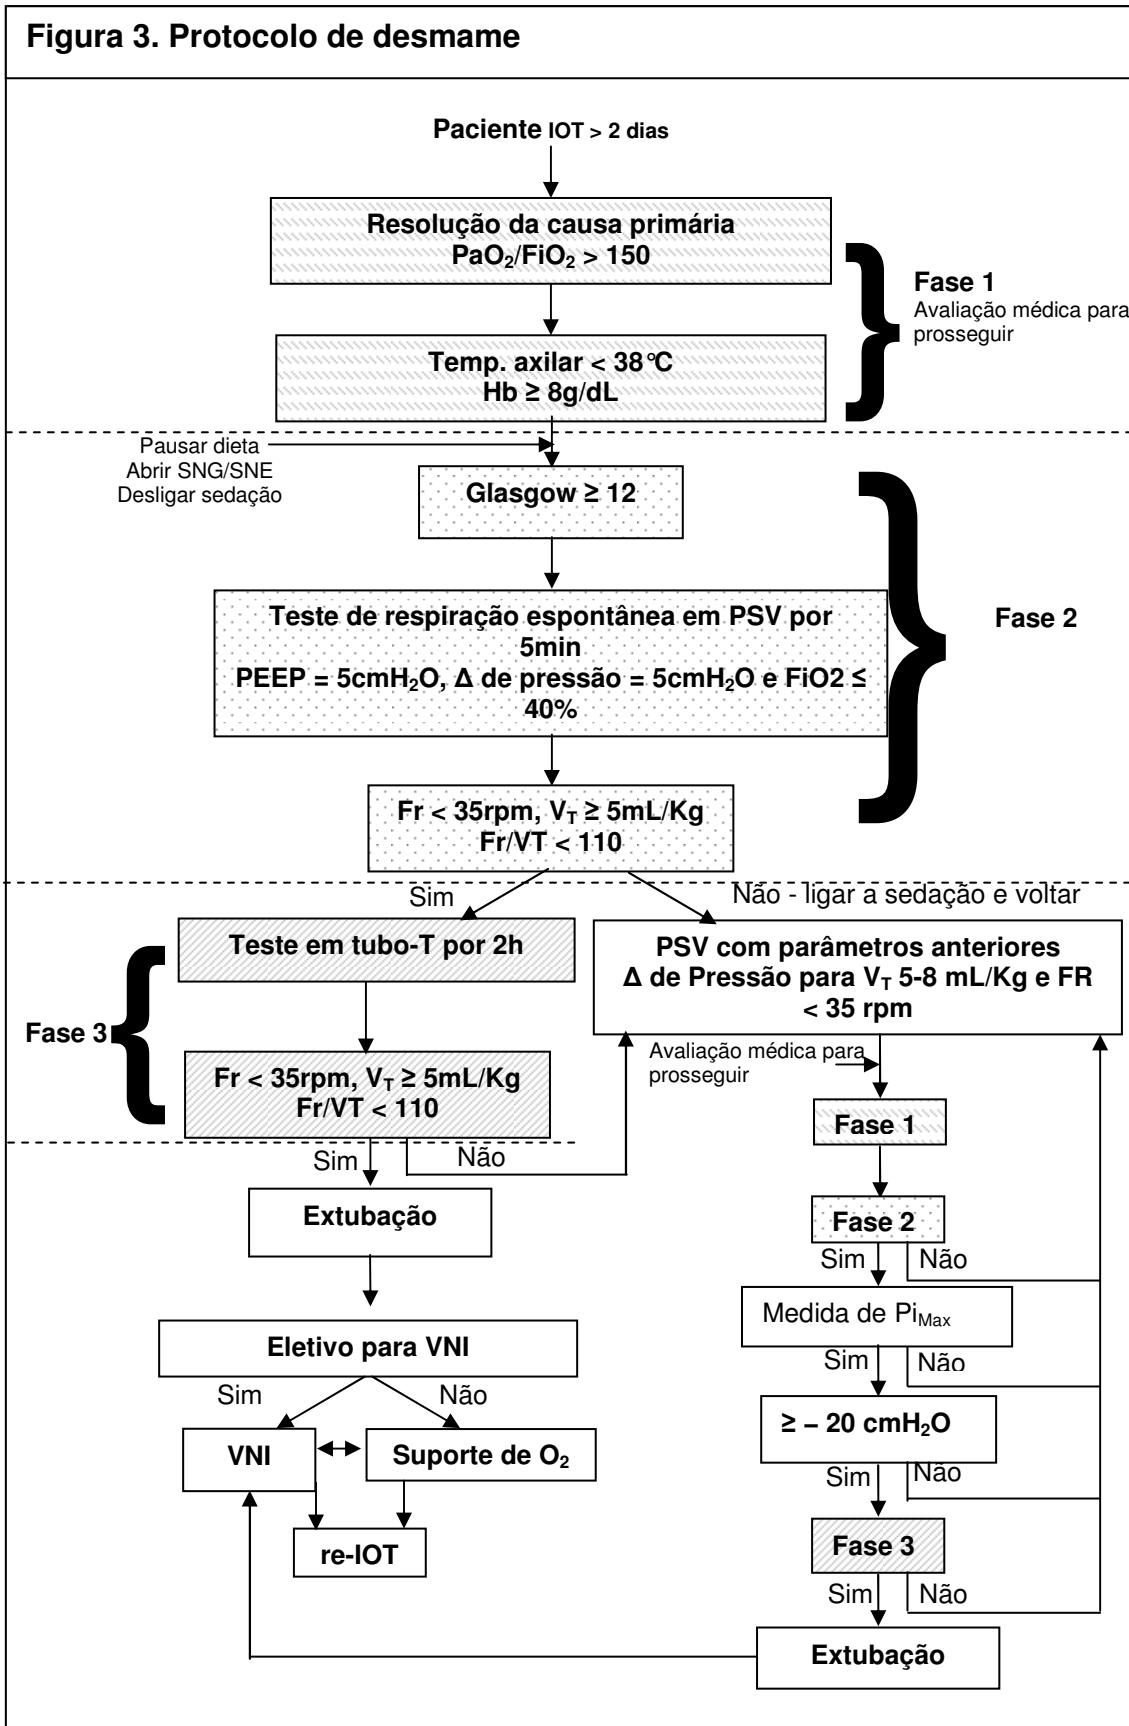 Figura 3. Protocolo de desmame
Paciente IOT > 2 dias
Resolução da causa primária
PaO₂/FiO₂ > 150
Fase 1
Avaliação médica para
prosseguir
Temp. axilar < 38°C
Hb ≥ 8g/dL
Pausar dieta
Abrir SNG/SNE
Desligar sedação
Glasgow ≥ 12
Teste de respiração espontânea em PSV por
5min
PEEP = 5cmH₂O, Δ de pressão = 5cmH₂O e FiO2 ≤
40%
Fase 2
Fr < 35rpm, V_T ≥ 5mL/Kg
Fr/VT < 110
Sim
Não - ligar a sedação e voltar
Teste em tubo-T por 2h
PSV com parâmetros anteriores
Δ de Pressão para V_T 5-8 mL/Kg e FR
< 35 rpm
Fase 3
Fr < 35rpm, V_T ≥ 5mL/Kg
Fr/VT < 110
Avaliação médica para
prosseguir
Fase 1
Sim
Não
Extubação
Fase 2
Sim
Não
Medida de Pi_Max
Eletivo para VNI
Sim
Não
Sim
Não
≥ – 20 cmH₂O
VNI
Suporte de O₂
Sim
Não
re-IOT
Fase 3
Sim
Não
Extubação